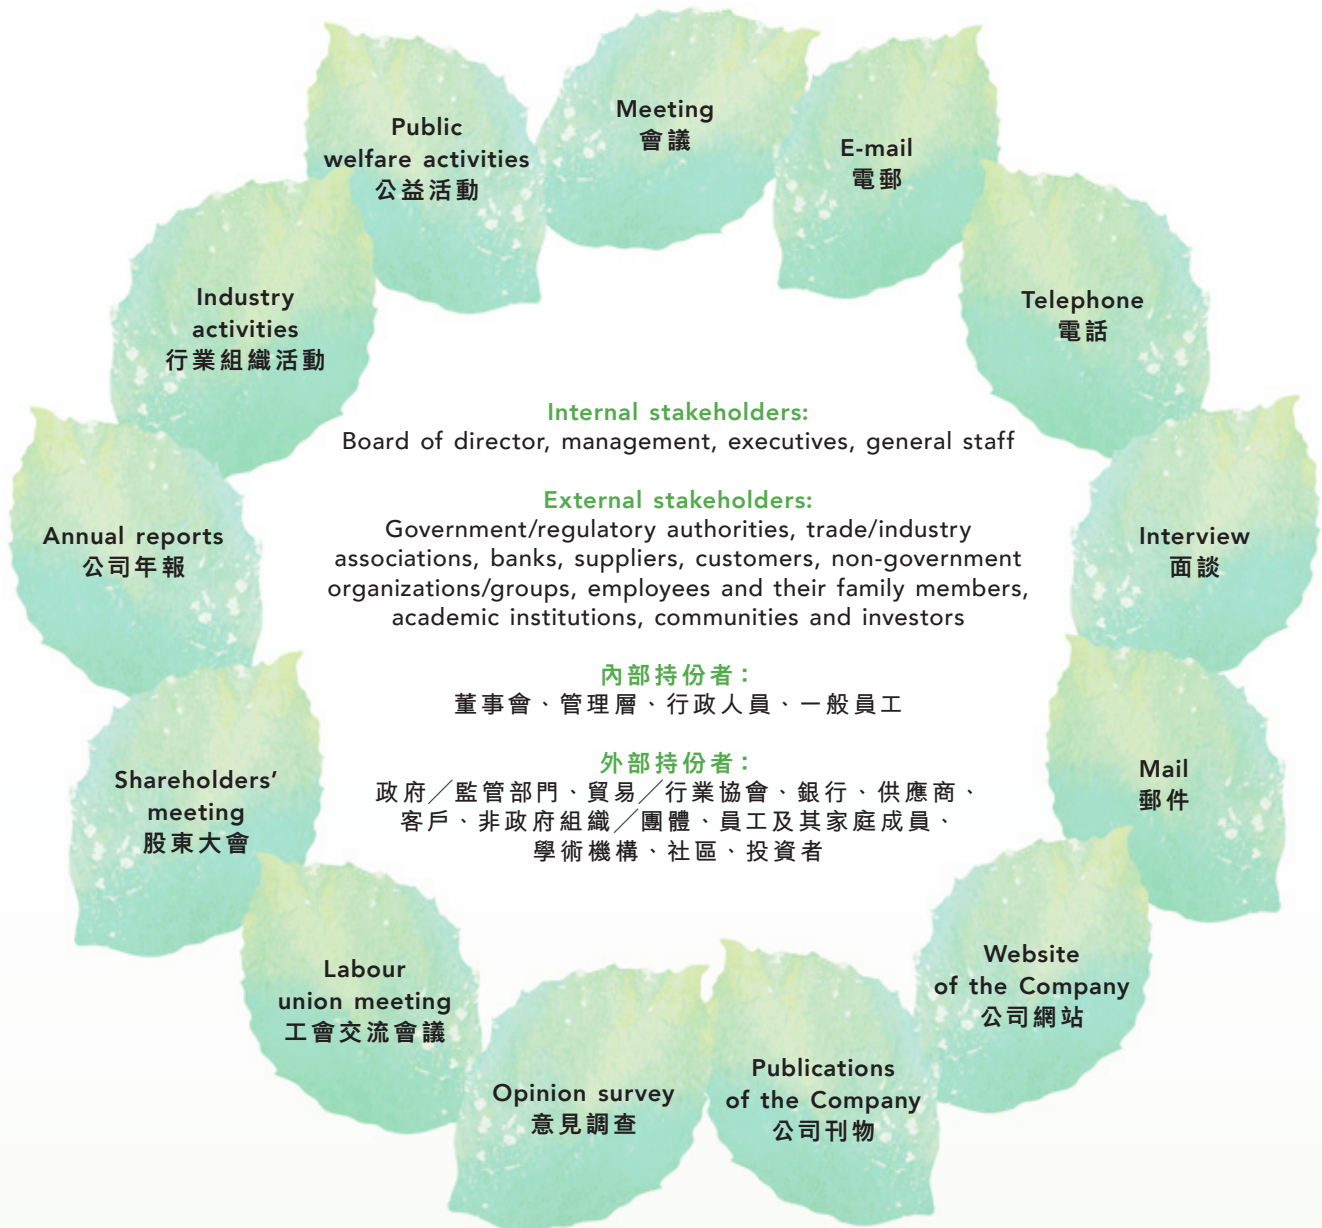 Meeting
會議
E-mail
電郵
Telephone
電話
Interview
面談
Mail
郵件
Website
of the Company
公司網站
Publications
of the Company
公司刊物
Opinion survey
意見調查
Labour
union meeting
工會交流會議
Shareholders’
meeting
股東大會
Annual reports
公司年報
Industry
activities
行業組織活動
Public
welfare activities
公益活動
Internal stakeholders:
Board of director, management, executives, general staff
External stakeholders:
Government/regulatory authorities, trade/industry
associations, banks, suppliers, customers, non-government
organizations/groups, employees and their family members,
academic institutions, communities and investors
內部持份者：
董事會、管理層、行政人員、一般員工
外部持份者：
政府╱監管部門、貿易╱行業協會、銀行、供應商、
客戶、非政府組織╱團體、員工及其家庭成員、
學術機構、社區、投資者